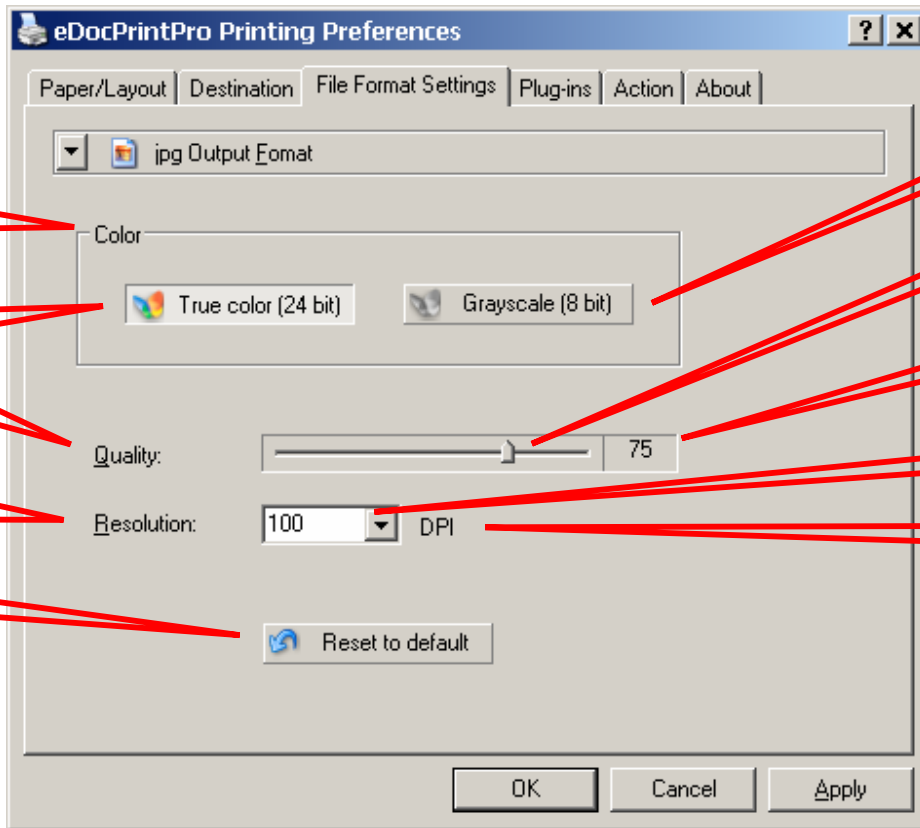 eDocPrintPro Printing Preferences
Paper/Layout Destination File Format Settings Plug-ins Action About
jpg Output Fomat
Color
True color (24 bit) Grayscale (8 bit)
Quality: 75
Resolution: 100 DPI
Reset to default
OK Cancel Apply